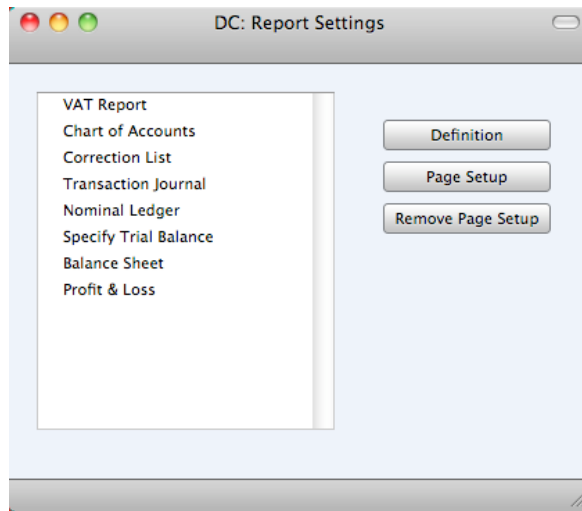 DC: Report Settings
VAT Report
Chart of Accounts
Correction List
Transaction Journal
Nominal Ledger
Specify Trial Balance
Balance Sheet
Profit & Loss
Definition
Page Setup
Remove Page Setup